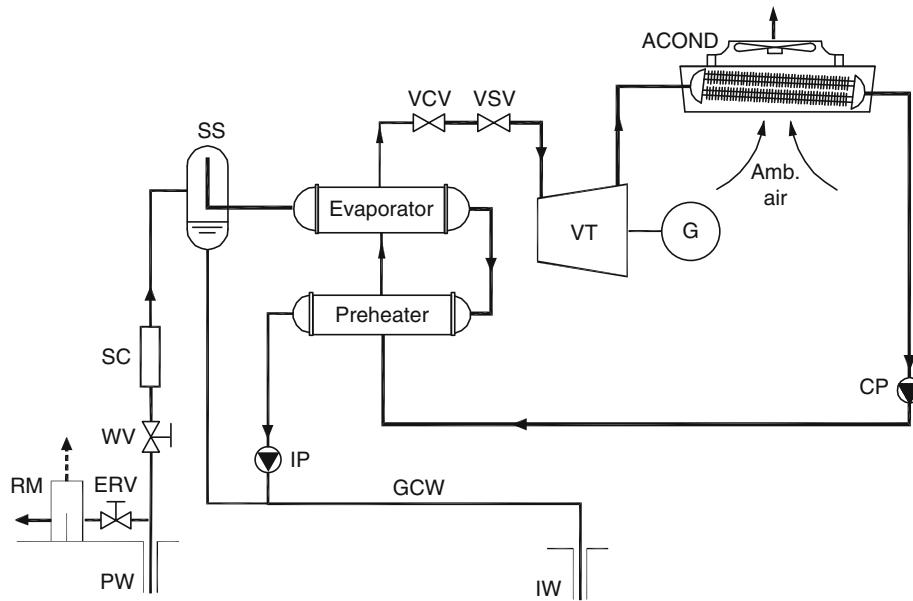 ACOND
VCV
VSV
SS
Amb.
air
Evaporator
VT
G
Preheater
SC
CP
WV
IP
RM
ERV
GCW
PW
IW